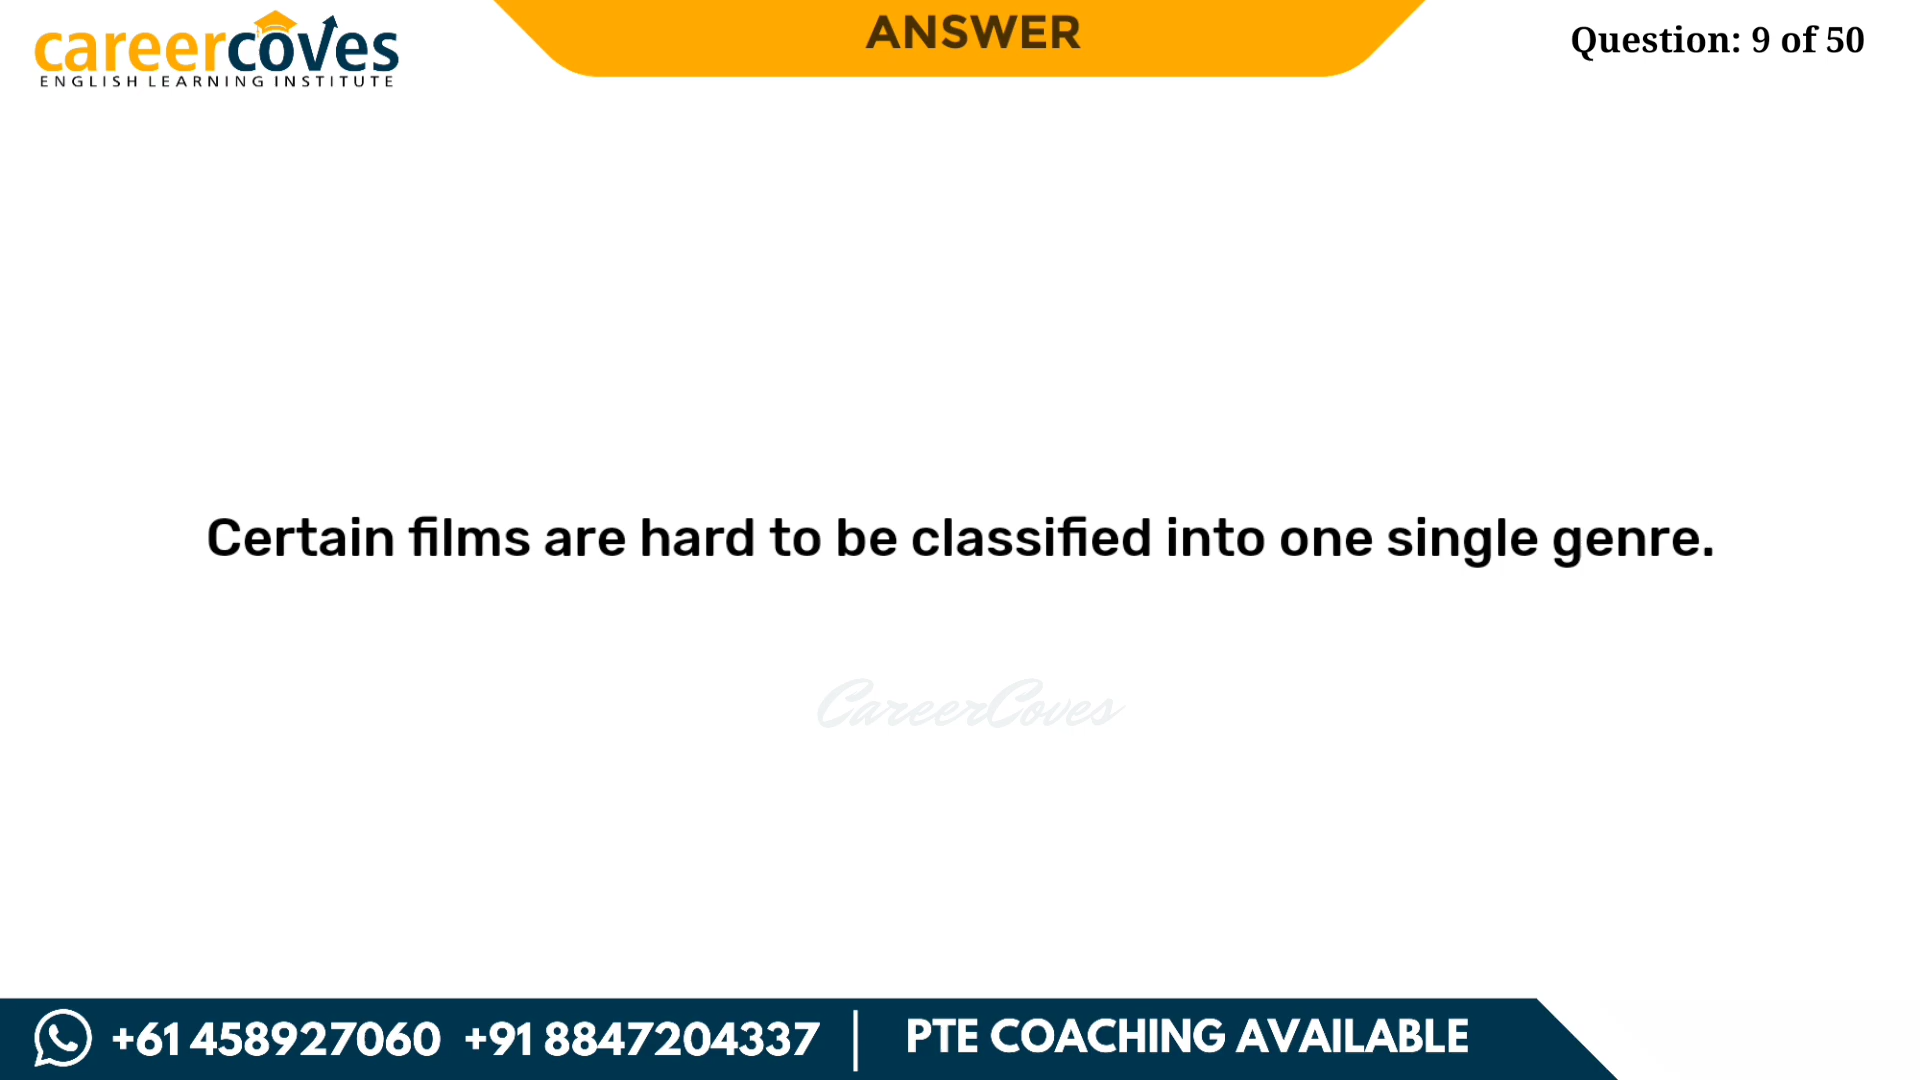 careercoves
ENGLISH LEARNING INSTITUTE
ANSWER
Question: 9 of 50
Certain films are hard to be classified into one single genre.
CareerCoves
+61 458927060 +91 8847204337 | PTE COACHING AVAILABLE